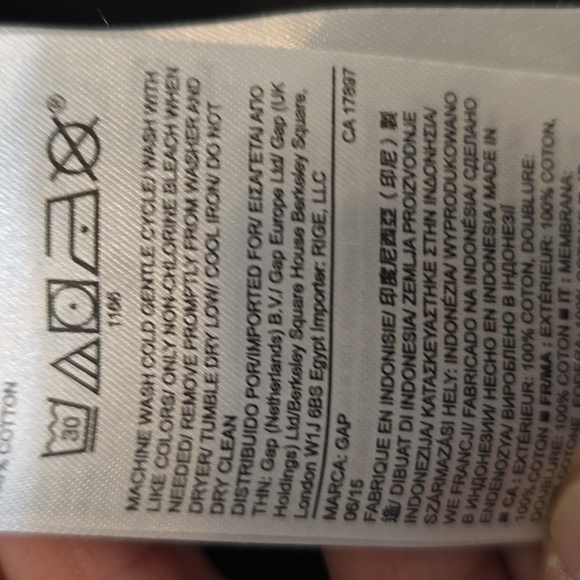 % COTTON
30
®
1166
MACHINE WASH COLD GENTLE CYCLE/ WASH WITH
LIKE COLORS/ ONLY NON-CHLORINE BLEACH WHEN
NEEDED/ REMOVE PROMPTLY FROM WASHER AND
DRYER/ TUMBLE DRY LOW/ COOL IRON/ DO NOT
DRY CLEAN
DISTRIBUIDO POR/IMPORTED FOR/ ΕΙΣΑΓΕΤΑΙ ΑΠΟ
ΤΗΝ: Gap (Netherlands) B.V./ Gap Europe Ltd/ Gap (UK
Holdings) Ltd/Berkeley Square House Berkeley Square,
London W1J 6BS Egypt Importer: RIGE, LLC
MARCA: GAP CA 17897
06/15
FABRIQUE EN INDONISIE/ 印度尼西亞（印尼）製
造/ DIBUAT DI INDONESIA/ ZEMLJA PROIZVODNJE
INDONEZIJA/ ΚΑΤΑΣΚΕΥΑΣΤΗΚΕ ΣΤΗΝ ΙΝΔΟΝΗΣΙΑ/
SZÁRMAZÁSI HELY: INDONÉZIA/ WYPRODUKOWANO
WE FRANCJI/ FABRICADO NA INDONÉSIA/ СДЕЛАНО
В ИНДОНЕЗИИ/ HECHO EN INDONESIA/ MADE IN
ENDENOZYA/ ВИРОБЛЕНО В ІНДОНЕЗІЇ
■ CA : EXTÉRIEUR: 100% COTON, DOUBLURE:
100% COTON ■ FR/MA : EXTÉRIEUR: 100% COTON,
DOUBLURE: 100% COTON ■ IT : MEMBRANA: